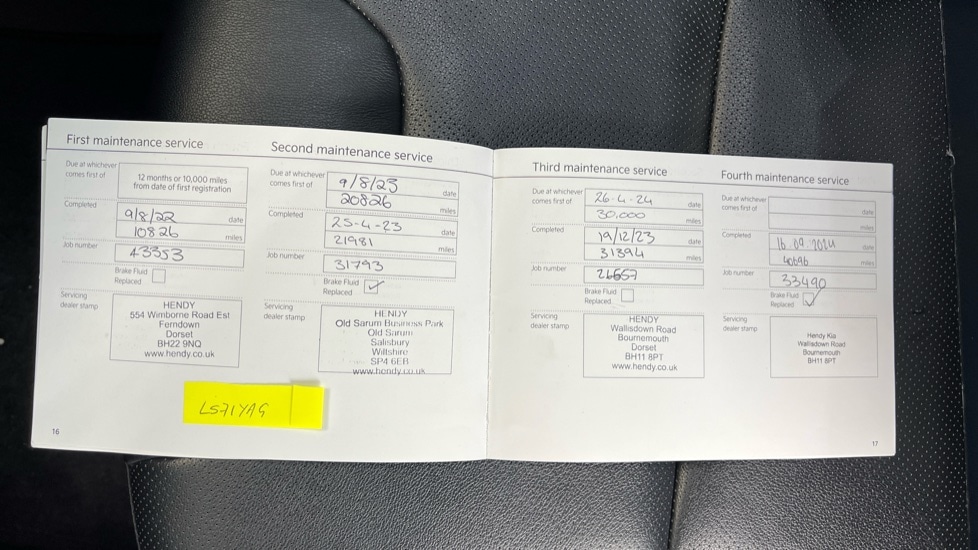 First maintenance service
Due at whichever
comes first of
12 months or 10,000 miles
from date of first registration
Completed
9/8/22 date
10826 miles
Job number
43353
Brake Fluid
Replaced
Servicing
dealer stamp
HENDY
554 Wimborne Road Est
Ferndown
Dorset
BH22 9NQ
www.hendy.co.uk
16
Second maintenance service
Due at whichever
comes first of
9/8/23 date
20826 miles
Completed
25-4-23 date
21981 miles
Job number
31793
Brake Fluid
Replaced ✓
Servicing
dealer stamp
HENDY
Old Sarum Business Park
Old Sarum
Salisbury
Wiltshire
SP4 6EB
www.hendy.co.uk
LS71YAG
Third maintenance service
Due at whichever
comes first of
26-4-24 date
30,000 miles
Completed
19/12/23 date
31394 miles
Job number
26657
Brake Fluid
Replaced
Servicing
dealer stamp
HENDY
Wallisdown Road
Bournemouth
Dorset
BH11 8PT
www.hendy.co.uk
Fourth maintenance service
Due at whichever
comes first of
date
miles
Completed
16.09.2024 date
40696 miles
Job number
33490
Brake Fluid
Replaced ✓
Servicing
dealer stamp
Hendy Kia
Wallisdown Road
Bournemouth
BH11 8PT
17